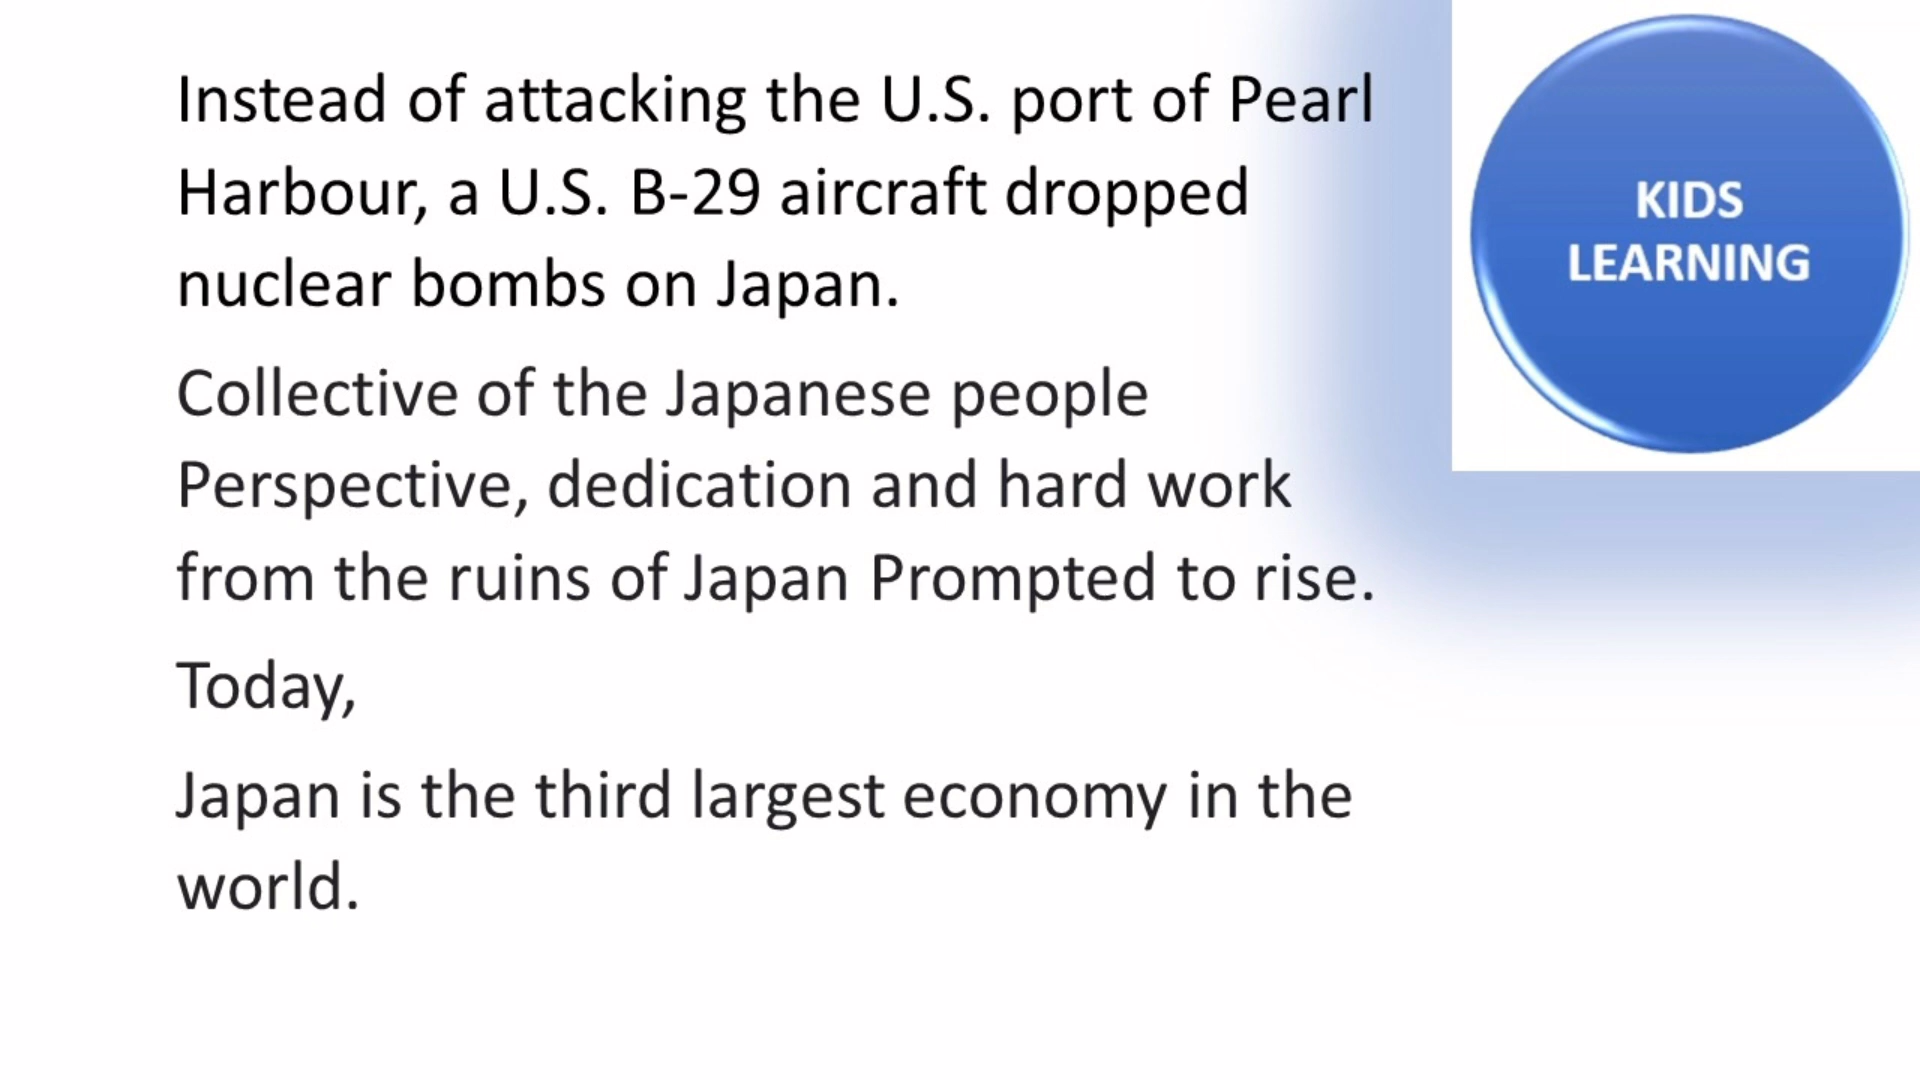 Instead of attacking the U.S. port of Pearl
Harbour, a U.S. B-29 aircraft dropped
nuclear bombs on Japan.
Collective of the Japanese people
Perspective, dedication and hard work
from the ruins of Japan Prompted to rise.
Today,
Japan is the third largest economy in the
world.
KIDS
LEARNING